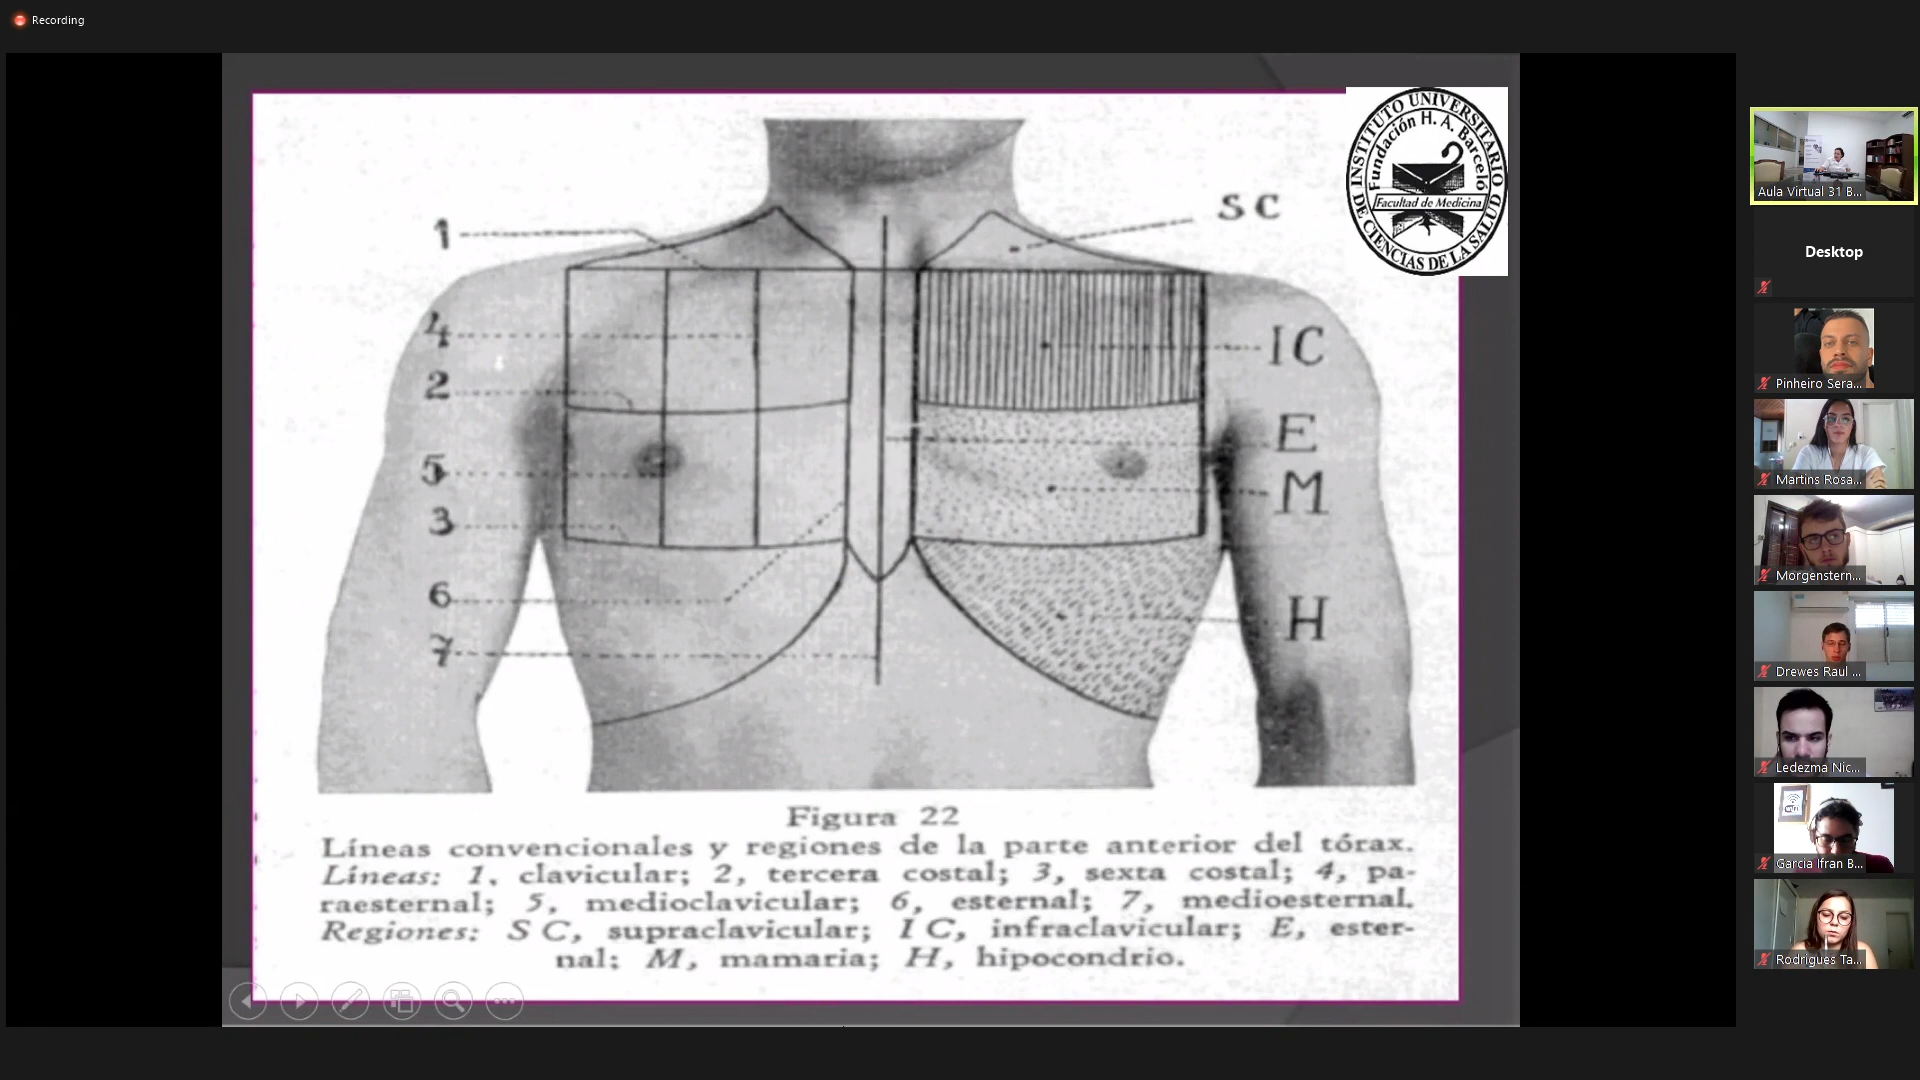 Recording
1
SC
4
IC
2
E
5
M
3
6
H
7
INSTITUTO UNIVERSITARIO
DE CIENCIAS DE LA SALUD
Fundación H. A. Barceló
Facultad de Medicina
Figura 22
Líneas convencionales y regiones de la parte anterior del tórax.
Líneas: 1, clavicular; 2, tercera costal; 3, sexta costal; 4, pa-
raesternal; 5, medioclavicular; 6, esternal; 7, medioesternal.
Regiones: S C, supraclavicular; I C, infraclavicular; E, ester-
nal; M, mamaria; H, hipocondrio.
Aula Virtual 31 B...
Desktop
Pinheiro Sera...
Martins Rosa...
Morgenstern...
Drewes Raul ...
Ledezma Nic...
Garcia Ifran B...
Rodrigues Ta...